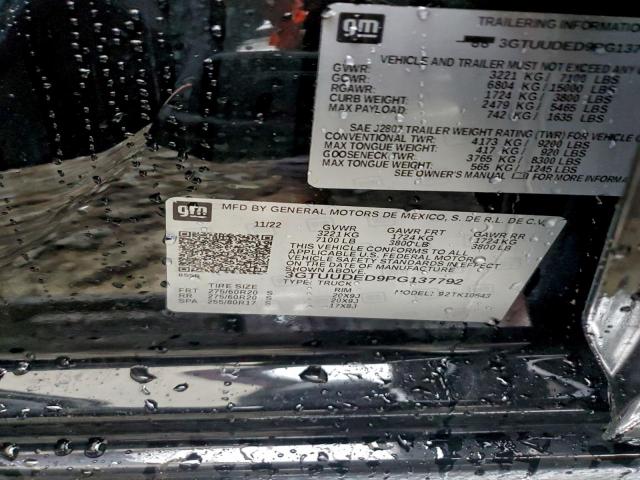 gm
TRAILERING INFORMATION
3GTUUDED9PG137
VEHICLE AND TRAILER MUST NOT EXCEED ANY
GVWR: 3221 KG / 7100 LBS
GCWR: 6804 KG / 15000 LBS
RGAWR: 1724 KG / 3800 LBS
CURB WEIGHT: 2479 KG / 5465 LBS
MAX PAYLOAD: 742 KG / 1635 LBS
SAE J2807 TRAILER WEIGHT RATING (TWR) FOR VEHICLE
CONVENTIONAL TWR: 4173 KG / 9200 LBS
MAX TONGUE WEIGHT: 417 KG / 920 LBS
GOOSENECK TWR: 3765 KG / 8300 LBS
MAX TONGUE WEIGHT: 565 KG / 1245 LBS
SEE OWNER'S MANUAL FOR MORE INFORM
gm MFD BY GENERAL MOTORS DE MEXICO, S. DE R.L. DE C.V.
11/22 GVWR GAWR FRT GAWR RR
3221 KG 1724 KG 1724 KG
7100 LB 3800 LB 3800 LB
THIS VEHICLE CONFORMS TO ALL
APPLICABLE U.S. FEDERAL MOTOR
VEHICLE SAFETY STANDARDS IN EFFECT
SHOWN ABOVE.
3GTUUDED9PG137792
TYPE: TRUCK MODEL:
TIRE SIZE RIM
FRT 275/60R20 S 20X9J
RR 275/60R20 S 20X9J
SPA 255/80R17 S 17X8J